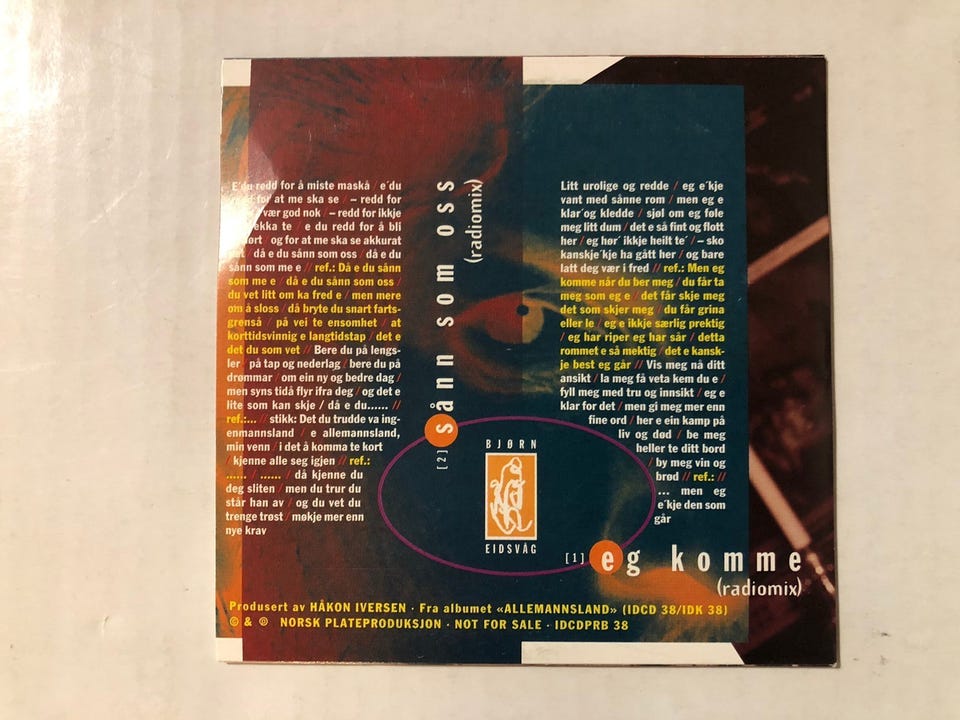 E'du redd for å miste maskå / e'du
for at me ska se / – redd for
vær god nok / – redd for ikkje
ekka te / e du redd for å bli
ørt og for at me ska se akkurat
/ då e du sånn som oss / då e du
sånn som me e // ref.: Då e du sånn
som me e / då e du sånn som oss /
du vet litt om ka fred e / men mere
om å sloss / då bryte du snart farts-
grenså / på vei te ensomhet / at
korttidsvinnig e langtidstap / det e
det du som vet // Bere du på lengs-
ler / på tap og nederlag / bere du på
drømmar / om ein ny og bedre dag /
men syns tidå flyr ifra deg / og det e
lite som kan skje / då e du...... //
ref.:... // stikk: Det du trudde va ing-
enmannsland / e allemannsland,
min venn / i det å komma te kort
/ kjenne alle seg igjen // ref.:
...... / ...... / då kjenne du
deg sliten / men du trur du
står han av / og du vet du
trenge trøst / møkje mer enn
nye krav
[2] sånn som oss
(radiomix)
Litt urolige og redde / eg e'kje
vant med sånne rom / men eg e
klar'og kledde / sjøl om eg føle
meg litt dum / det e så fint og flott
her / eg hør' ikkje heilt te' / – sko
kanskje'kje ha gått her / og bare
latt deg vær i fred // ref.: Men eg
komme når du ber meg / du får ta
meg som eg e / det får skje meg
det som skjer meg / du får grina
eller le / eg e ikkje særlig prektig
/ eg har riper eg har sår / detta
rommet e så mektig / det e kansk-
je best eg går // Vis meg nå ditt
ansikt / la meg få veta kem du e /
fyll meg med tru og innsikt / eg e
klar for det / men gi meg mer enn
fine ord / her e ein kamp på
liv og død / be meg
heller te ditt bord
/ by meg vin og
brød // ref.: //
... men eg
e'kje den som
går
BJØRN
EIDSVÅG
[1] eg komme
(radiomix)
Produsert av HÅKON IVERSEN · Fra albumet «ALLEMANNSLAND» (IDCD 38/IDK 38)
© & ℗ NORSK PLATEPRODUKSJON · NOT FOR SALE · IDCDPRB 38